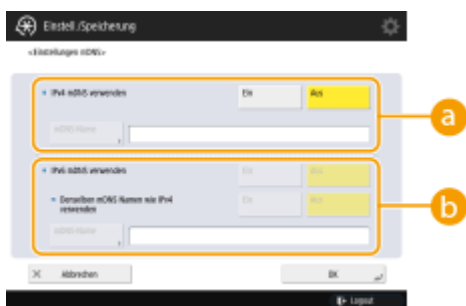 Einstell./Speicherung
<Einstellungen mDNS>
IPv4 mDNS verwenden
Ein
Aus
mDNS-Name
a
IPv6 mDNS verwenden
Ein
Aus
Denselben mDNS-Namen wie IPv4
verwenden
Ein
Aus
mDNS-Name
b
Abbrechen
OK
Logout